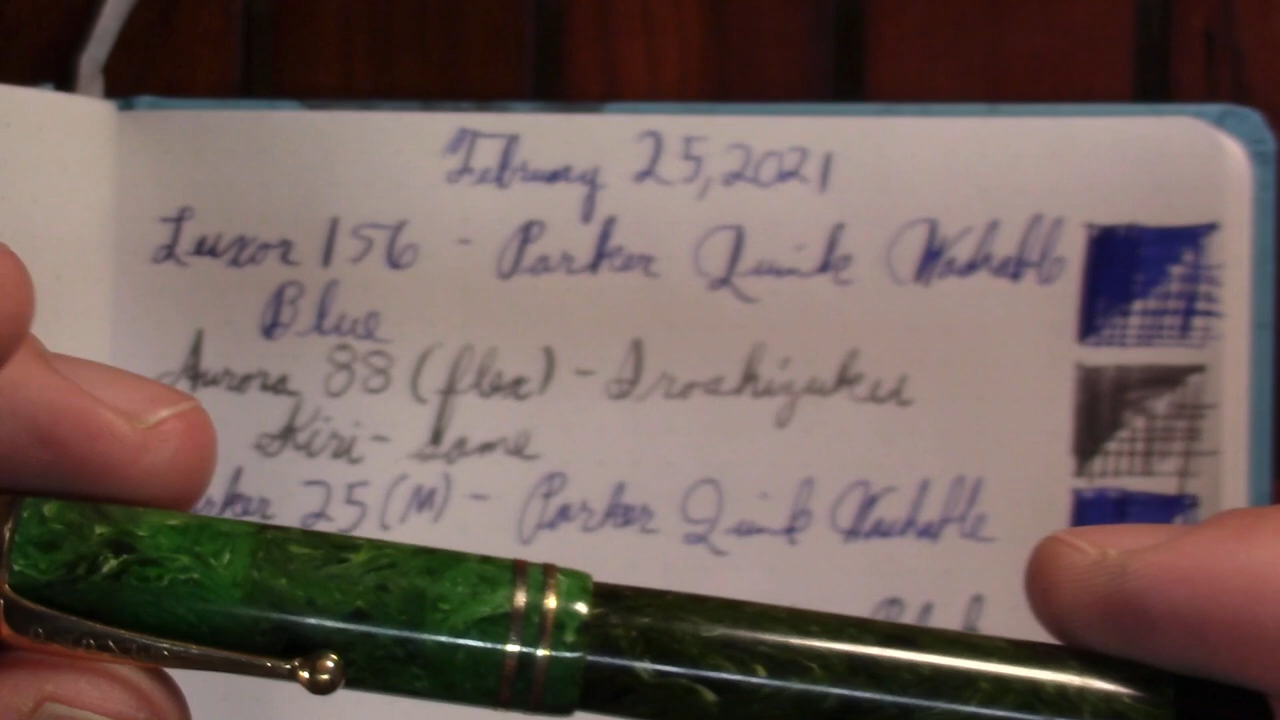 February 25, 2021
Luxor 156 - Parker Quink Washable
Blue
Aurora 88 (flex) - Iroshizuku
Kiri-same
rker 25 (M) - Parker Quink Washable